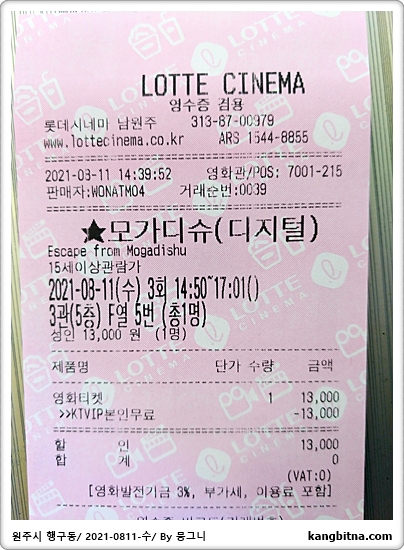 LOTTE CINEMA
영수증 겸용
롯데시네마 남원주 313-87-00979
www.lottecinema.co.kr ARS 1544-8855
2021-08-11 14:39:52 영화관/POS: 7001-215
판매자:WONATM04 거래순번:0039
★모가디슈(디지털)
Escape from Mogadishu
15세이상관람가
2021-08-11(수) 3회 14:50~17:01()
3관(5층) F열 5번 (총1명)
성인 13,000 원 (1명)
제품명 단가 수량 금액
영화티켓 1 13,000
>>KTVIP본인무료 -13,000
할 인 13,000
합 계 0
(VAT:0)
[영화발전기금 3%, 부가세, 이용료 포함]
원주시 행구동/ 2021-0811-수/ By 뭉그니
kangbitna.com